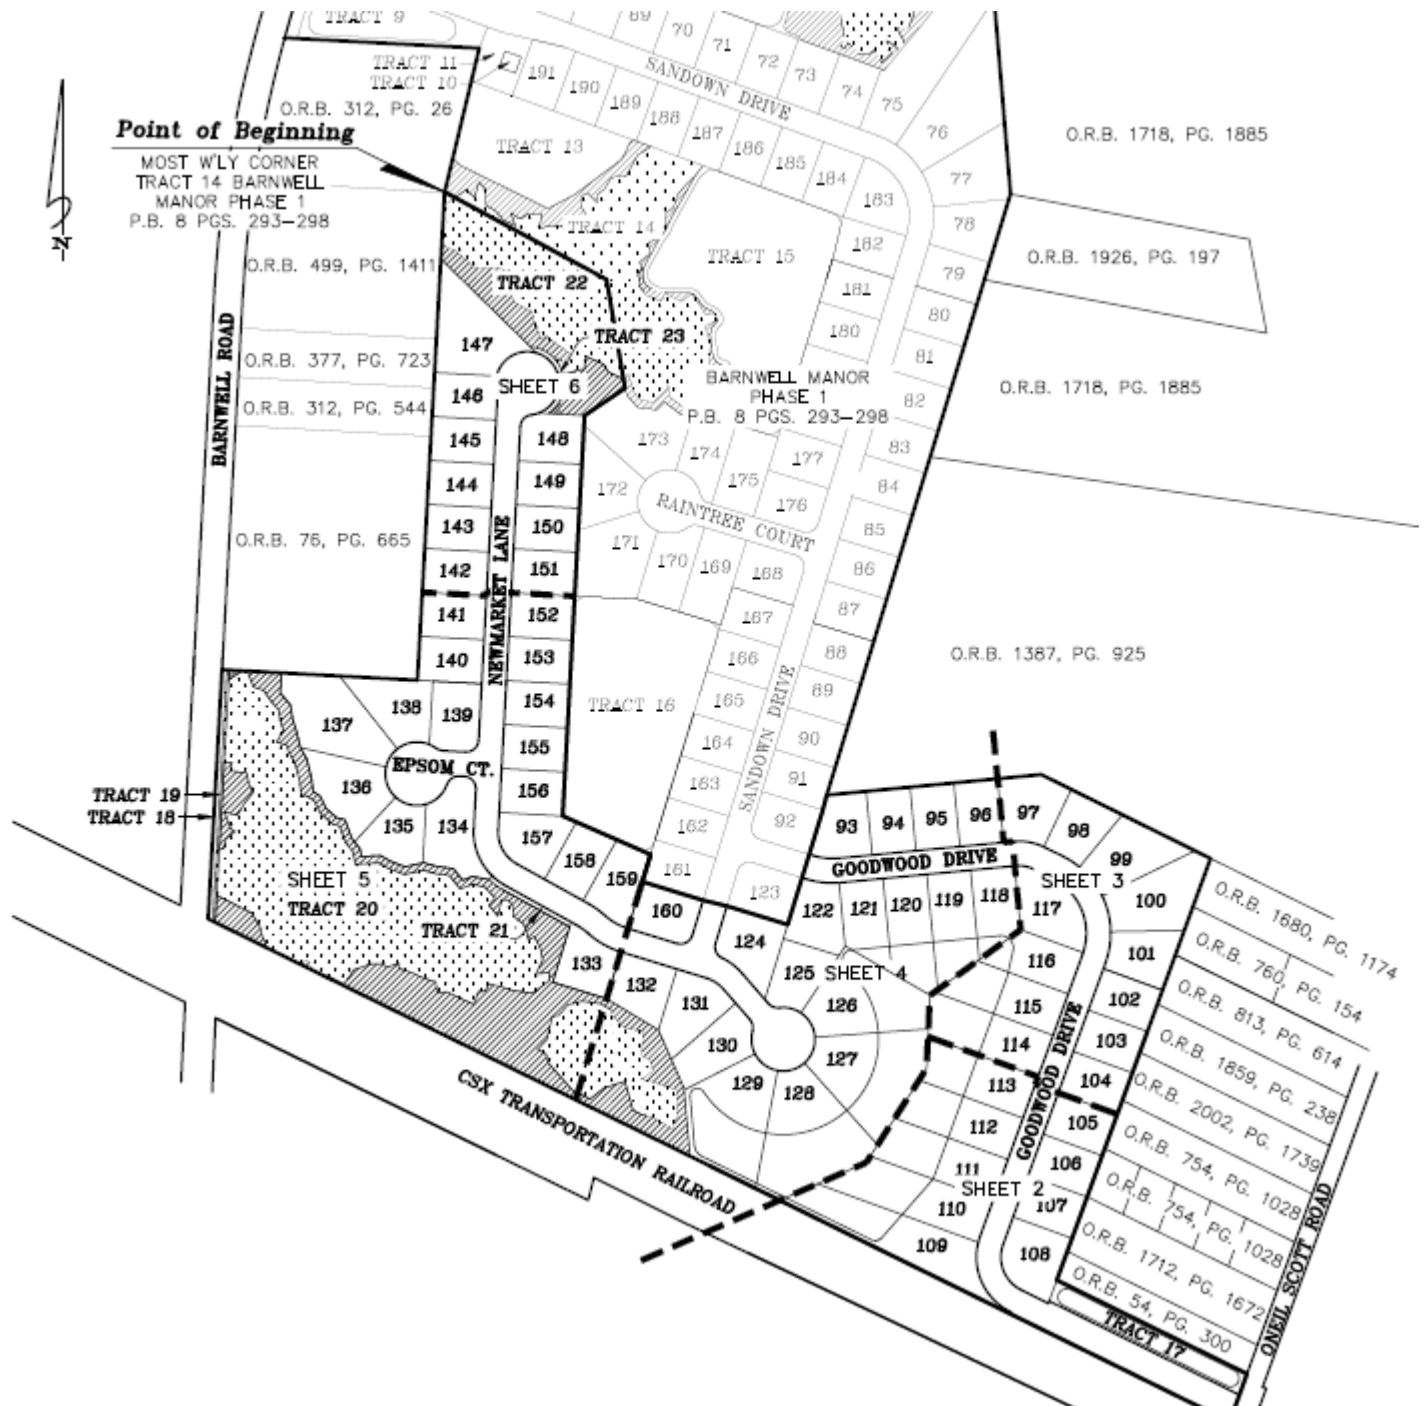 TRACT 9
69
70
71
72
73
74
75
76
77
78
79
80
81
82
83
84
85
86
87
88
89
90
91
92
SANDOWN DRIVE
TRACT 11
TRACT 10
191
190
189
188
187
186
185
184
183
182
181
180
O.R.B. 312, PG. 26
Point of Beginning
MOST W'LY CORNER
TRACT 14 BARNWELL
MANOR PHASE 1
P.B. 8 PGS. 293-298
TRACT 13
TRACT 14
TRACT 15
O.R.B. 1718, PG. 1885
O.R.B. 1926, PG. 197
O.R.B. 1718, PG. 1885
O.R.B. 1387, PG. 925
N
O.R.B. 499, PG. 1411
O.R.B. 377, PG. 723
O.R.B. 312, PG. 544
O.R.B. 76, PG. 665
BARNWELL ROAD
TRACT 22
TRACT 23
SHEET 6
BARNWELL MANOR
PHASE 1
P.B. 8 PGS. 293-298
147
146
145
144
143
142
141
140
139
138
137
136
135
134
NEWMARKET LANE
148
149
150
151
152
153
154
155
156
157
158
159
160
173
174
175
177
176
172
171
170
169
168
167
166
165
164
163
162
161
RAINTREE COURT
TRACT 16
SANDOWN DRIVE
123
EPSOM CT.
TRACT 19
TRACT 18
SHEET 5
TRACT 20
TRACT 21
133
132
131
130
129
128
127
126
125
124
SHEET 4
93
94
95
96
97
98
99
100
GOODWOOD DRIVE
SHEET 3
122
121
120
119
118
117
116
115
114
113
112
111
110
109
101
102
103
104
105
106
107
108
GOODWOOD DRIVE
SHEET 2
CSX TRANSPORTATION RAILROAD
TRACT 17
O.R.B. 1680, PG. 1174
O.R.B. 760, PG. 154
O.R.B. 813, PG. 614
O.R.B. 1859, PG. 238
O.R.B. 2002, PG. 1739
O.R.B. 754, PG. 1028
O.R.B. 754, PG. 1028
O.R.B. 1712, PG. 1672
O.R.B. 54, PG. 300
ONEIL SCOTT ROAD